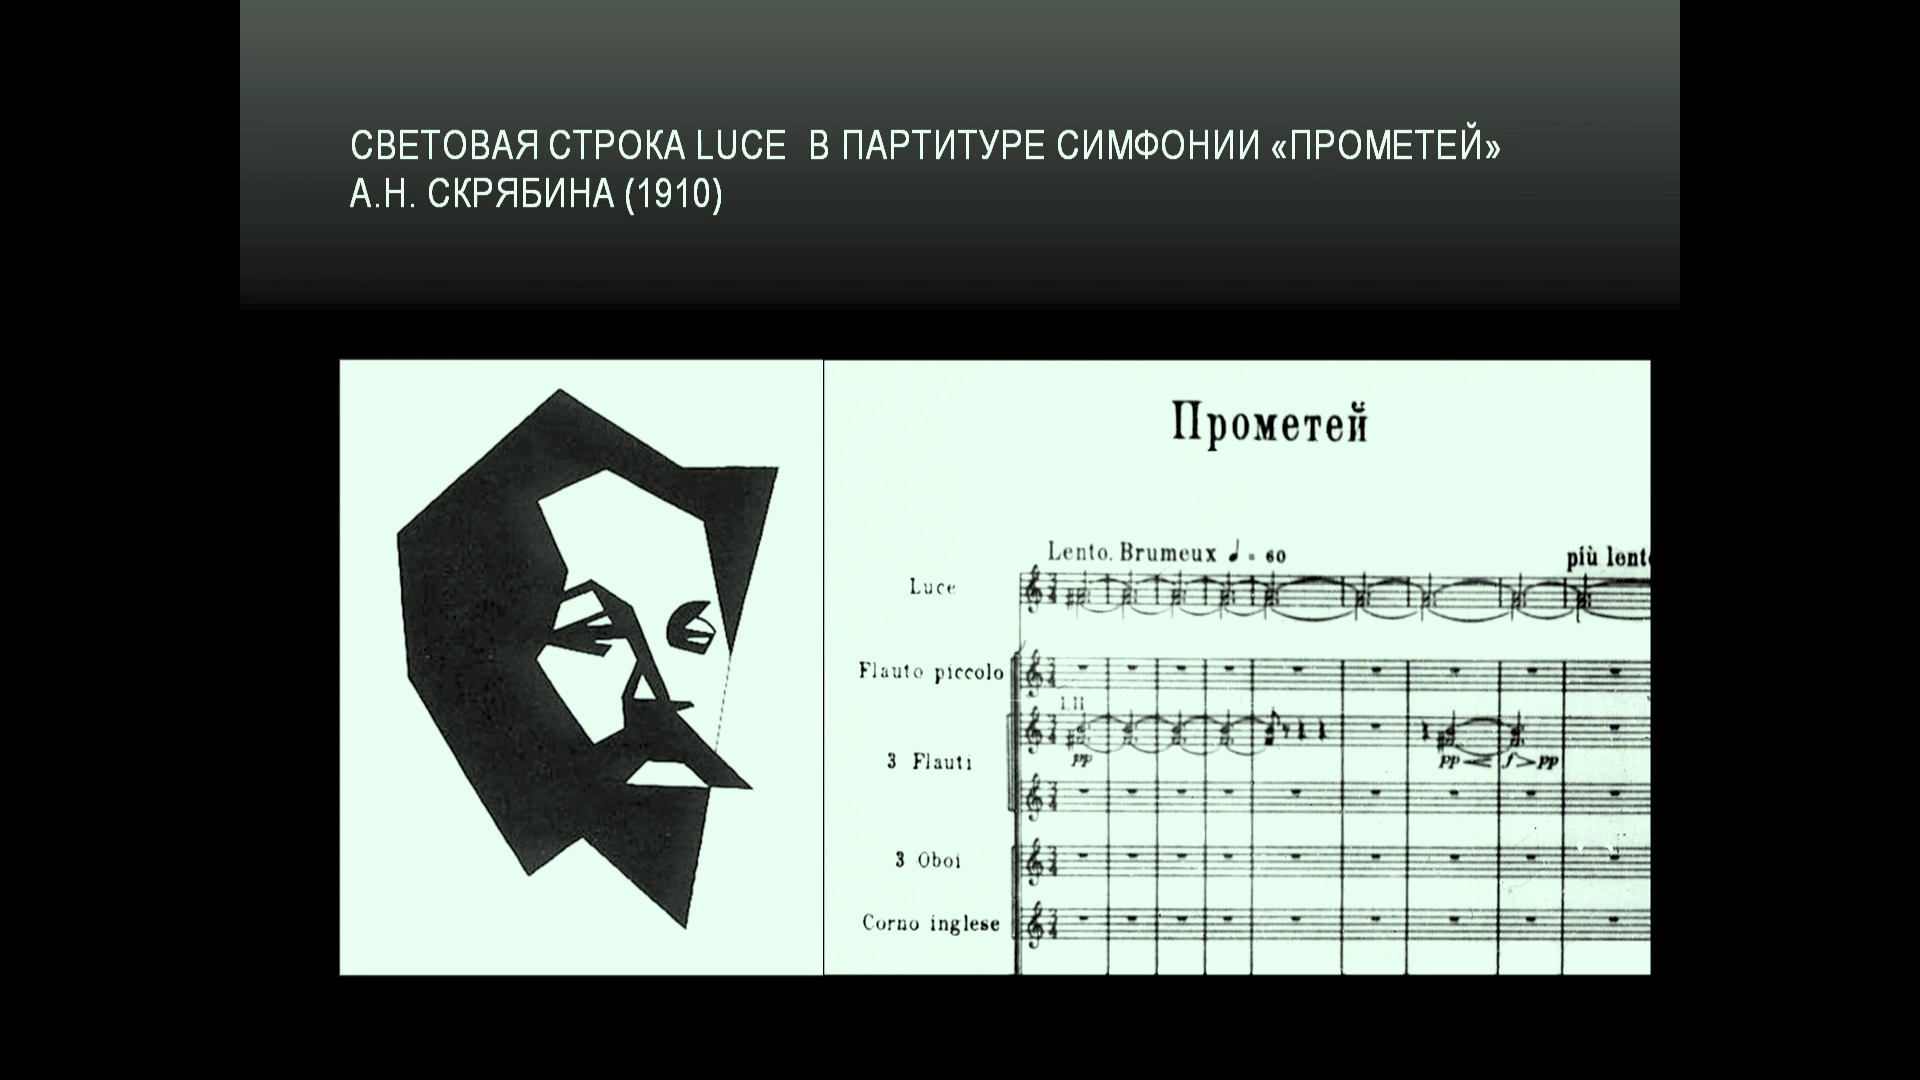 СВЕТОВАЯ СТРОКА LUCE В ПАРТИТУРЕ СИМФОНИИ «ПРОМЕТЕЙ»
А.Н. СКРЯБИНА (1910)
Прометей
Lento. Brumeux ♩ = 60
più lento
Luce
Flauto piccolo
I.II
3 Flauti
pp
pp f pp
3 Oboi
Corno inglese